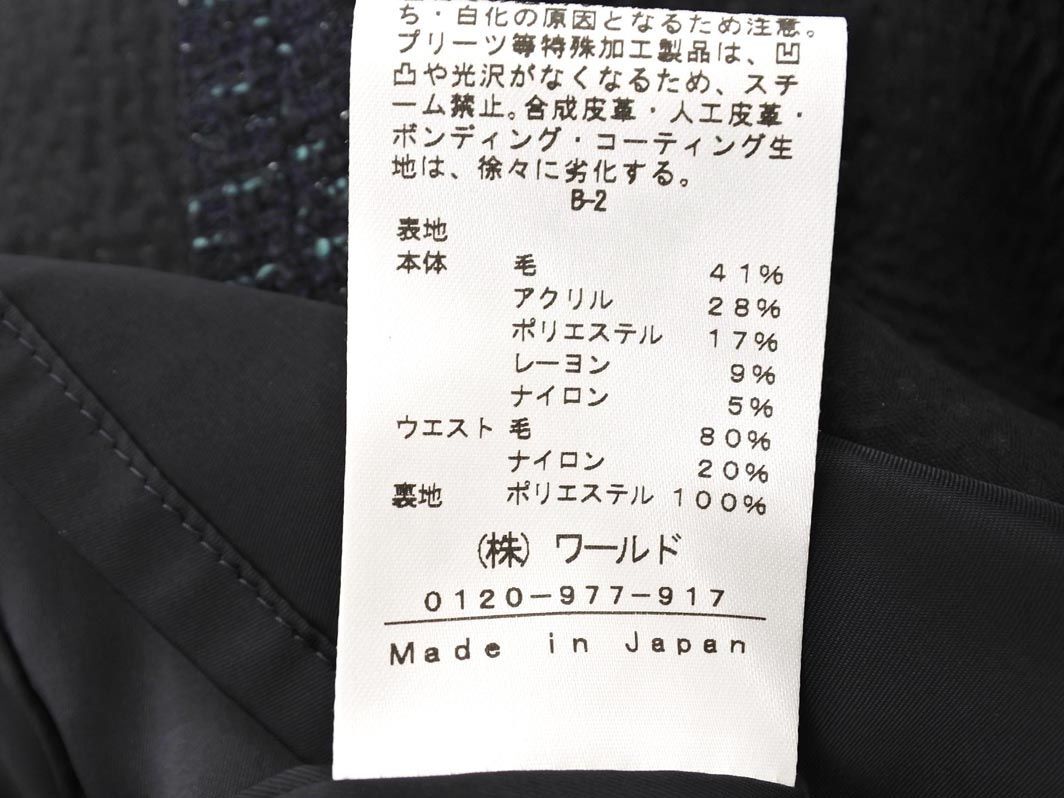 ち・白化の原因となるため注意。
プリーツ等特殊加工製品は、凹
凸や光沢がなくなるため、スチ
ーム禁止。合成皮革・人工皮革・
ボンディング・コーティング生
地は、徐々に劣化する。
B-2
表地
本体 毛 41%
アクリル 28%
ポリエステル 17%
レーヨン 9%
ナイロン 5%
ウエスト 毛 80%
ナイロン 20%
裏地 ポリエステル 100%
(株) ワールド
0120-977-917
Made in Japan